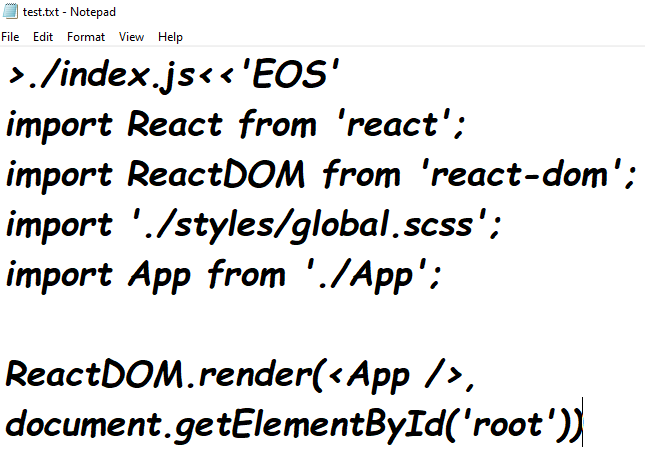 test.txt - Notepad
File Edit Format View Help
>./index.js<<'EOS'
import React from 'react';
import ReactDOM from 'react-dom';
import './styles/global.scss';
import App from './App';

ReactDOM.render(<App />,
document.getElementById('root'))